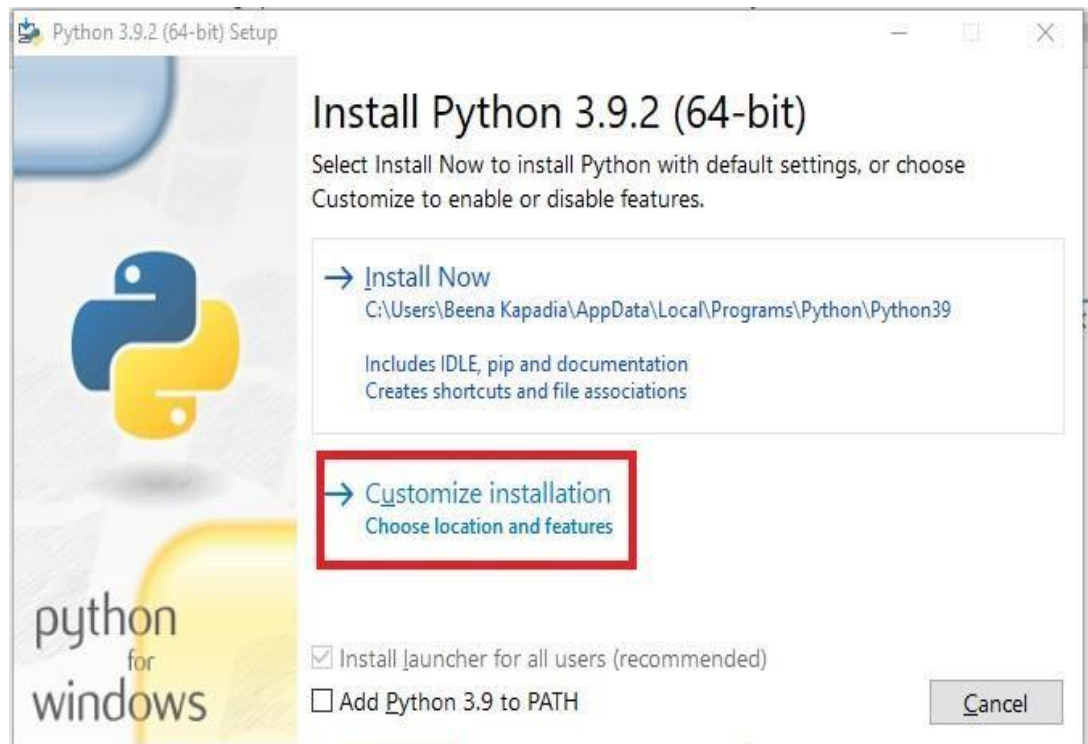 Python 3.9.2 (64-bit) Setup
Install Python 3.9.2 (64-bit)
Select Install Now to install Python with default settings, or choose
Customize to enable or disable features.
Install Now
C:\Users\Beena Kapadia\AppData\Local\Programs\Python\Python39
Includes IDLE, pip and documentation
Creates shortcuts and file associations
Customize installation
Choose location and features
python
for
windows
Install launcher for all users (recommended)
Add Python 3.9 to PATH
Cancel